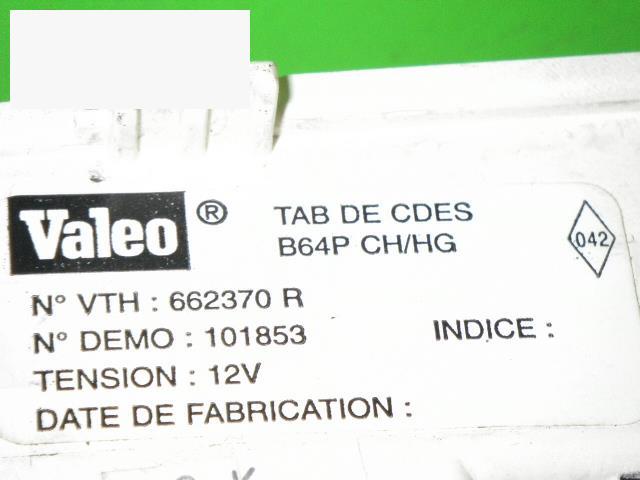 Valeo ® TAB DE CDES
B64P CH/HG
042
N° VTH : 662370 R
N° DEMO : 101853 INDICE :
TENSION : 12V
DATE DE FABRICATION :